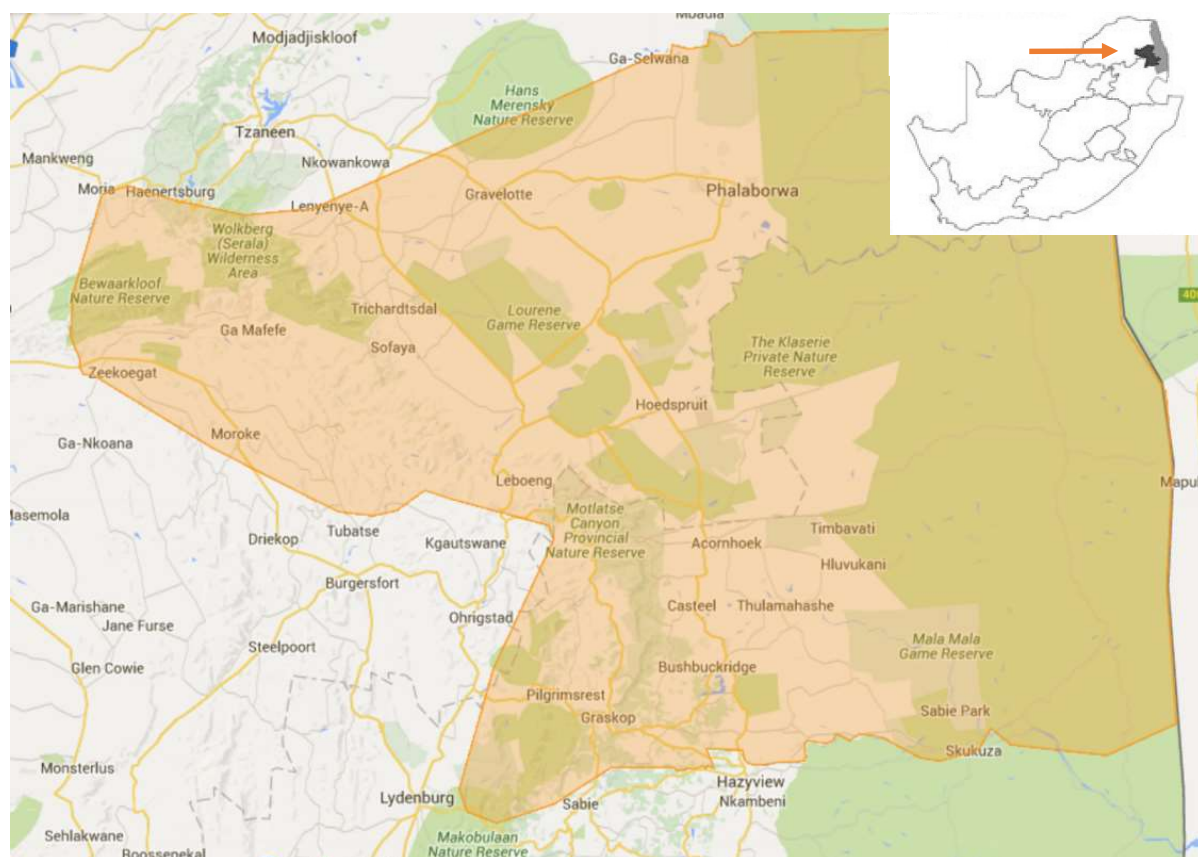 Mbaula
Modjadjiskloof
Ga-Selwana
Hans
Merensky
Nature Reserve
Tzaneen
Mankweng
Nkowankowa
Moria
Haenertsburg
Gravelotte
Phalaborwa
Lenyenye-A
Wolkberg
(Serala)
Wilderness
Area
Bewaarkloof
Nature Reserve
Trichardtsdal
Lourene
Game Reserve
Ga Mafefe
Sofaya
The Klaserie
Private Nature
Reserve
Zeekoegat
Hoedspruit
Moroke
Ga-Nkoana
Leboeng
Mapul
Masemola
Motlatse
Canyon
Provincial
Nature Reserve
Timbavati
Tubatse
Driekop
Kgautswane
Acornhoek
Hluvukani
Burgersfort
Ga-Marishane
Casteel
Thulamahashe
Jane Furse
Ohrigstad
Steelpoort
Mala Mala
Game Reserve
Glen Cowie
Bushbuckridge
Pilgrimsrest
Graskop
Sabie Park
Skukuza
Monsterlus
Hazyview
Lydenburg
Sabie
Nkambeni
Sehlakwane
Makobulaan
Nature Reserve
Roossenekal